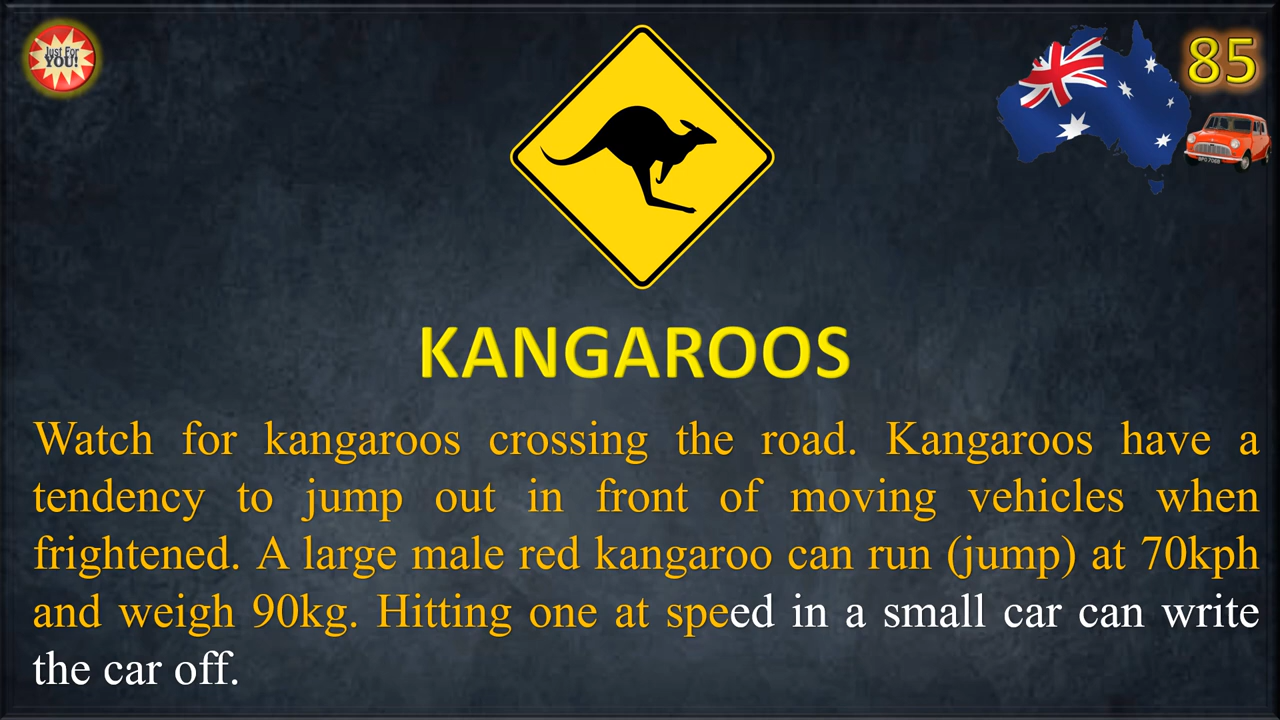 Just For
YOU!
85
KANGAROOS
Watch for kangaroos crossing the road. Kangaroos have a
tendency to jump out in front of moving vehicles when
frightened. A large male red kangaroo can run (jump) at 70kph
and weigh 90kg. Hitting one at speed in a small car can write
the car off.